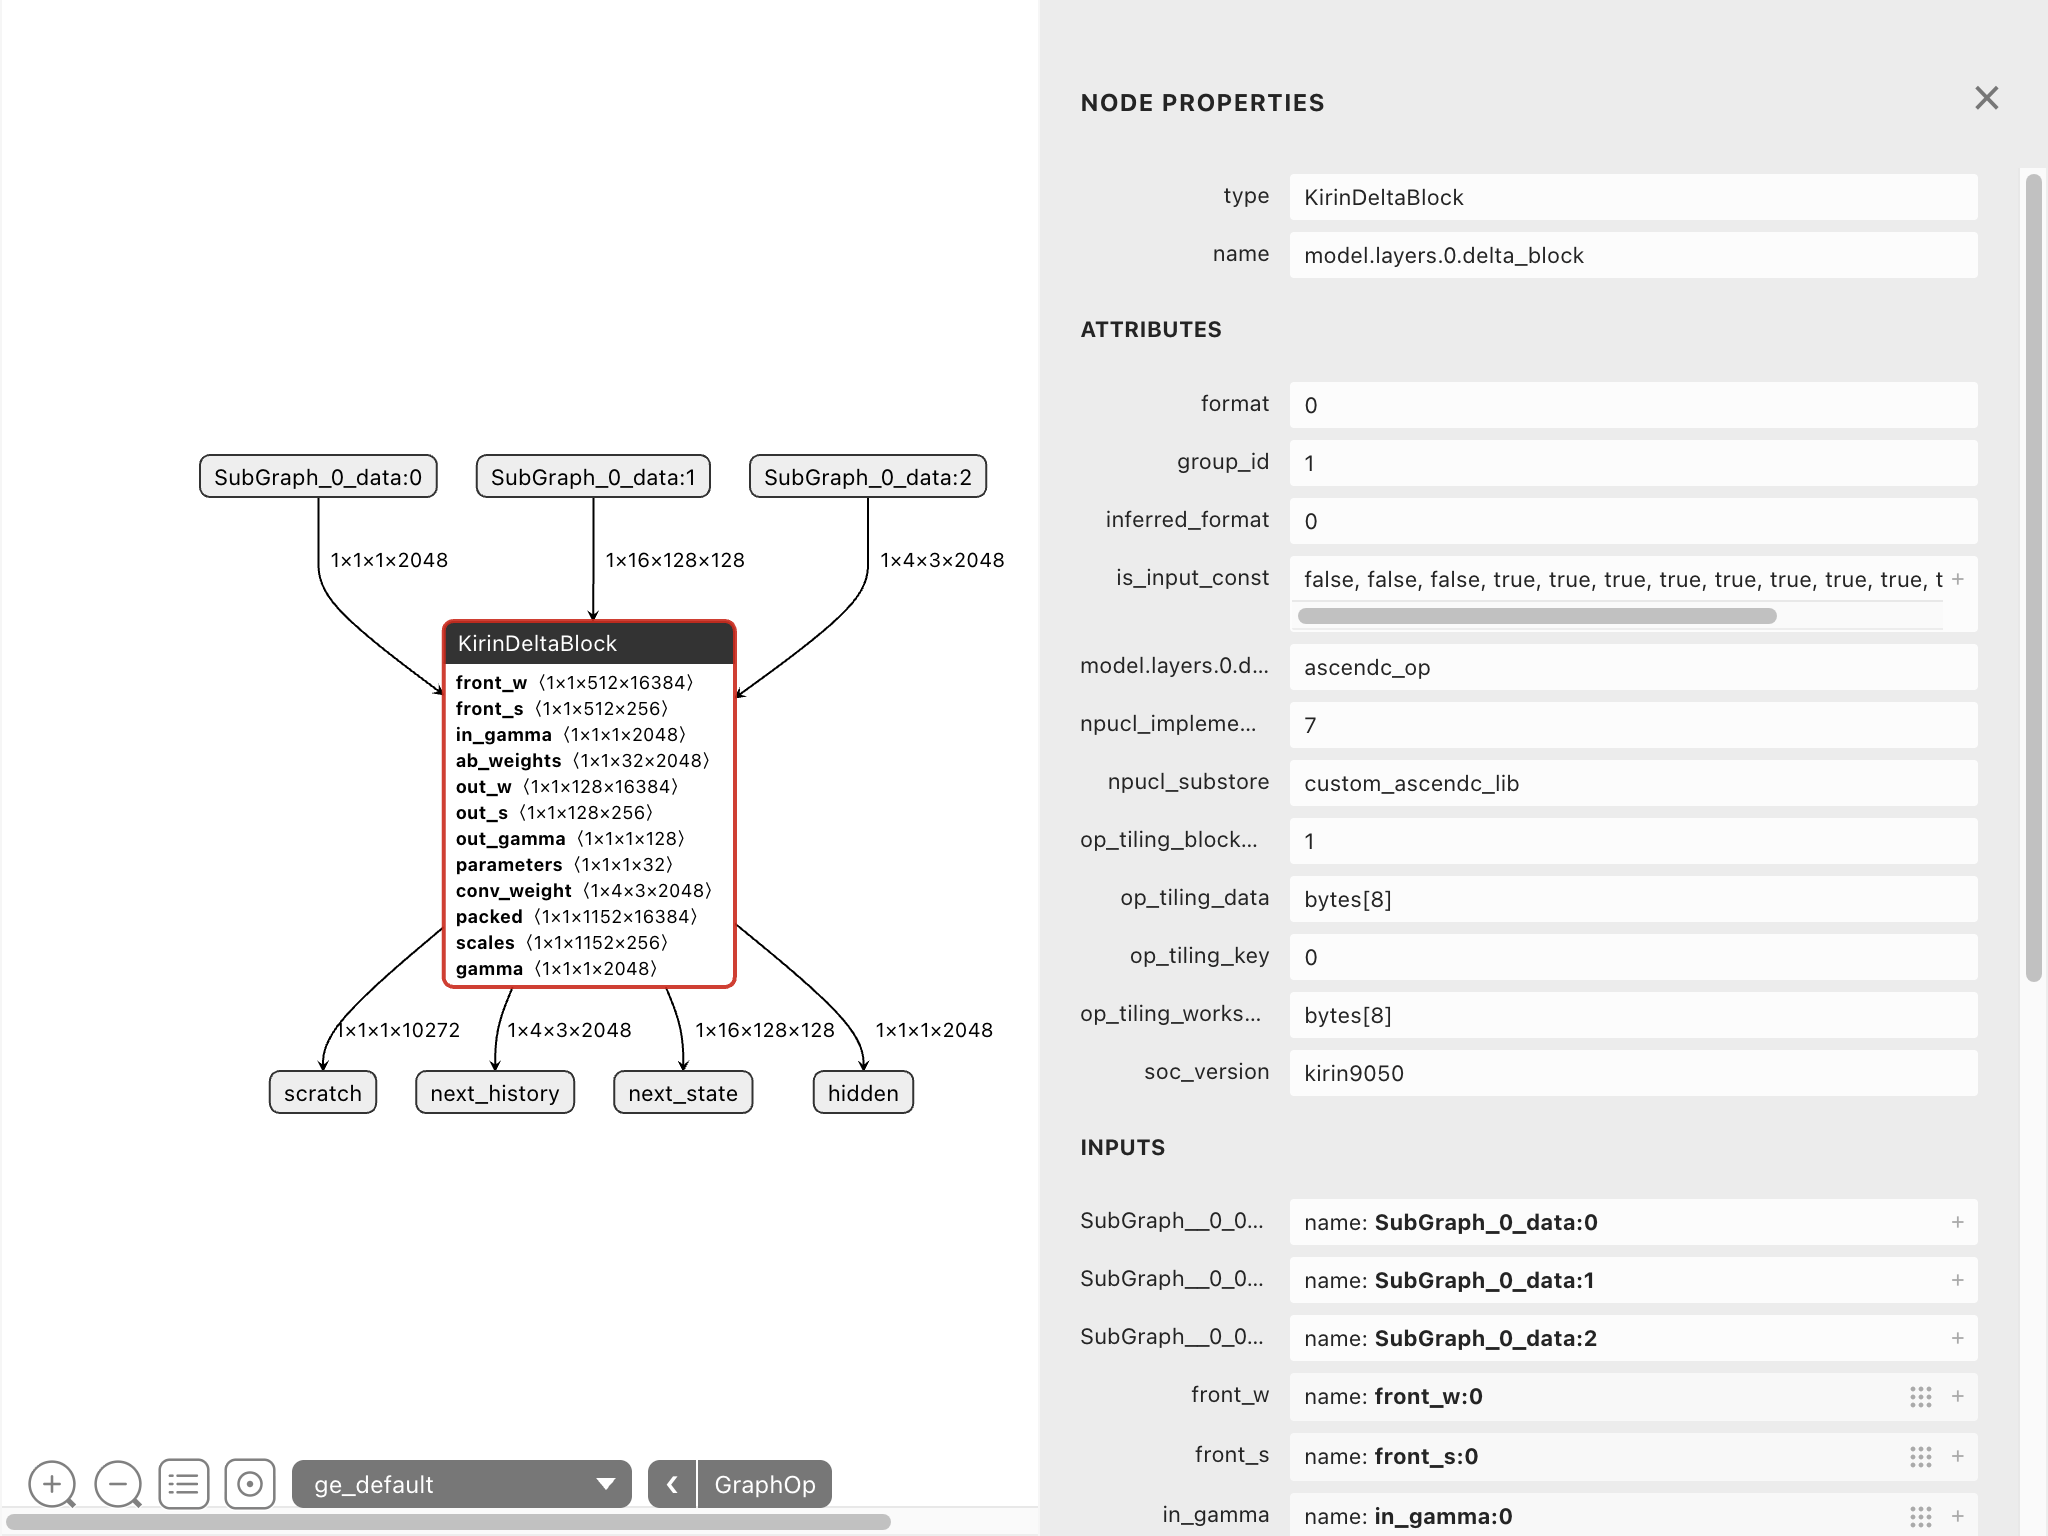 SubGraph_0_data:0
SubGraph_0_data:1
SubGraph_0_data:2
1×1×1×2048
1×16×128×128
1×4×3×2048
KirinDeltaBlock
front_w ⟨1×1×512×16384⟩
front_s ⟨1×1×512×256⟩
in_gamma ⟨1×1×1×2048⟩
ab_weights ⟨1×1×32×2048⟩
out_w ⟨1×1×128×16384⟩
out_s ⟨1×1×128×256⟩
out_gamma ⟨1×1×1×128⟩
parameters ⟨1×1×1×32⟩
conv_weight ⟨1×4×3×2048⟩
packed ⟨1×1×1152×16384⟩
scales ⟨1×1×1152×256⟩
gamma ⟨1×1×1×2048⟩
1×1×1×10272
1×4×3×2048
1×16×128×128
1×1×1×2048
scratch
next_history
next_state
hidden
ge_default
GraphOp
NODE PROPERTIES
type KirinDeltaBlock
name model.layers.0.delta_block
ATTRIBUTES
format 0
group_id 1
inferred_format 0
is_input_const false, false, false, true, true, true, true, true, true, true, true, t +
model.layers.0.d... ascendc_op
npucl_impleme... 7
npucl_substore custom_ascendc_lib
op_tiling_block... 1
op_tiling_data bytes[8]
op_tiling_key 0
op_tiling_works... bytes[8]
soc_version kirin9050
INPUTS
SubGraph__0_0... name: SubGraph_0_data:0 +
SubGraph__0_0... name: SubGraph_0_data:1 +
SubGraph__0_0... name: SubGraph_0_data:2 +
front_w name: front_w:0 +
front_s name: front_s:0 +
in_gamma name: in_gamma:0 +